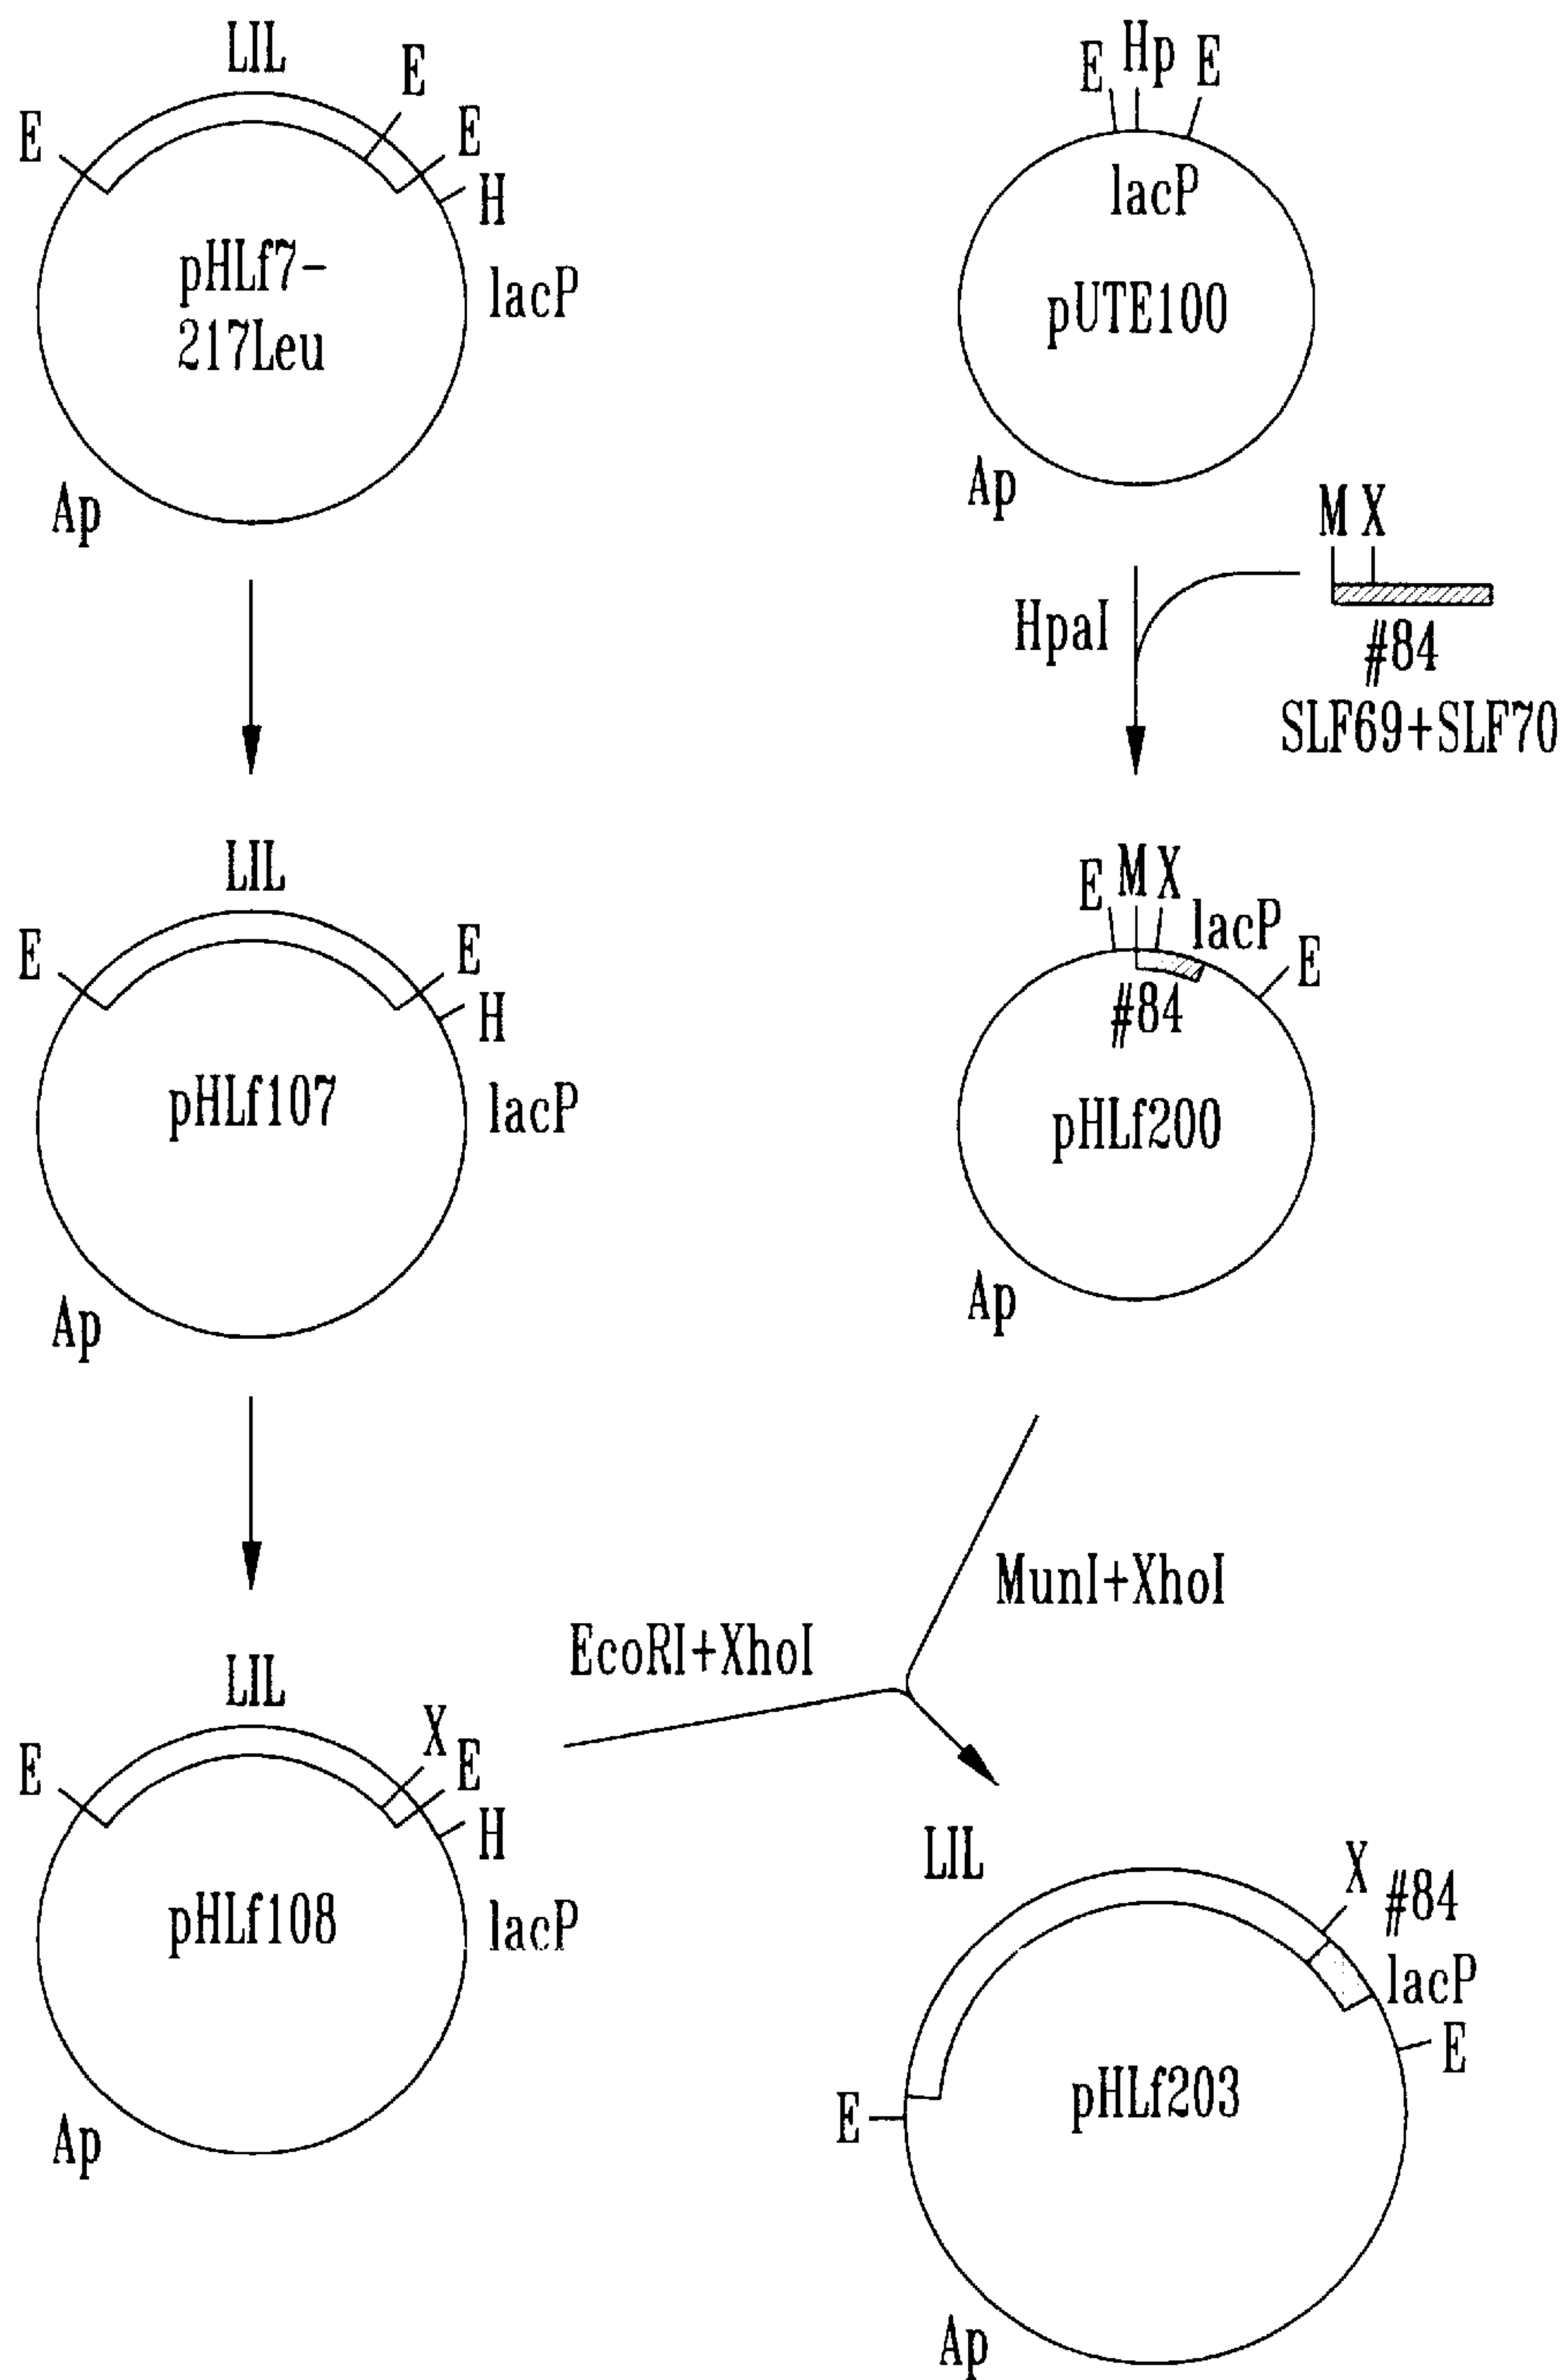 LIL
E
E
E
H
pHLf7-
217Leu
lacP
Ap
E Hp E
lacP
pUTE100
Ap
M X
HpaI
#84
SLF69+SLF70
LIL
E
E
H
pHLf107
lacP
Ap
E M X
lacP
E
#84
pHLf200
Ap
MunI+XhoI
EcoRI+XhoI
LIL
E
X
E
H
pHLf108
lacP
Ap
LIL
X
#84
lacP
E
E
pHLf203
Ap